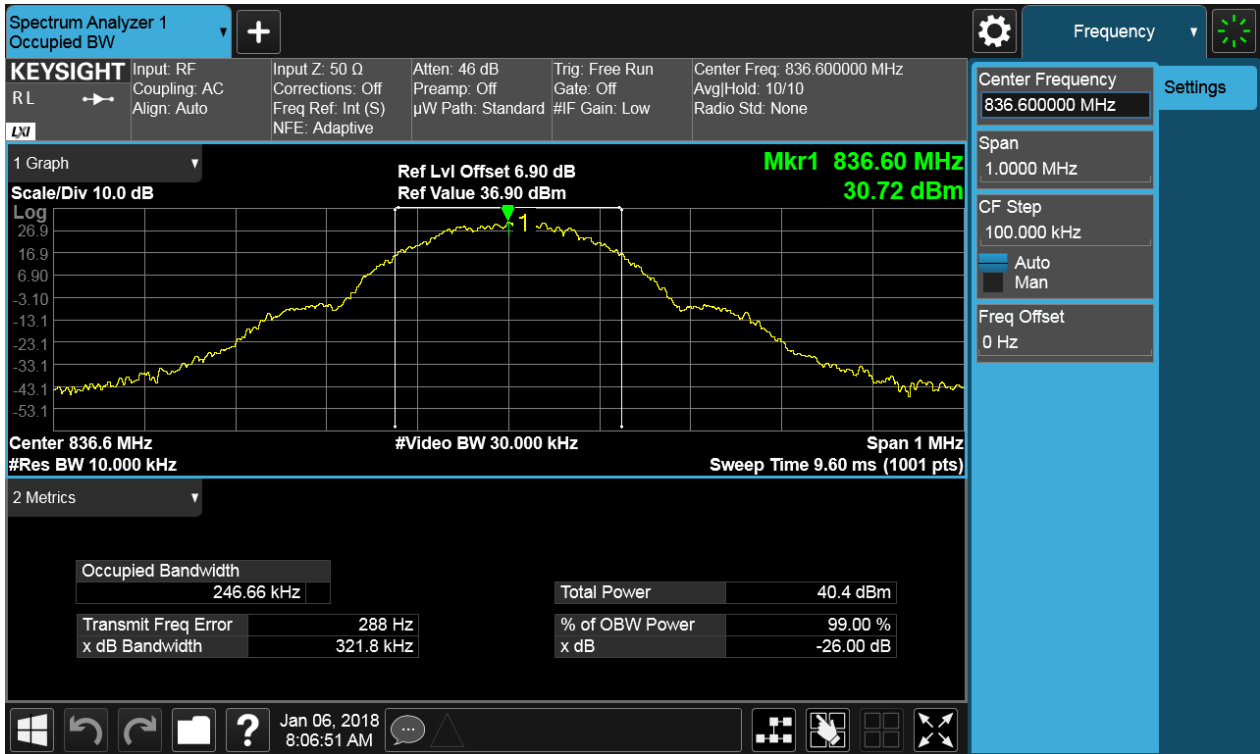 Spectrum Analyzer 1
Occupied BW
Frequency
KEYSIGHT
R L
LXI
Input: RF
Coupling: AC
Align: Auto
Input Z: 50 Ω
Corrections: Off
Freq Ref: Int (S)
NFE: Adaptive
Atten: 46 dB
Preamp: Off
µW Path: Standard
Trig: Free Run
Gate: Off
#IF Gain: Low
Center Freq: 836.600000 MHz
Avg|Hold: 10/10
Radio Std: None
Center Frequency
836.600000 MHz
Settings
Span
1.0000 MHz
CF Step
100.000 kHz
Auto
Man
Freq Offset
0 Hz
1 Graph
Scale/Div 10.0 dB
Ref Lvl Offset 6.90 dB
Ref Value 36.90 dBm
Mkr1 836.60 MHz
30.72 dBm
Log
1
26.9
16.9
6.90
-3.10
-13.1
-23.1
-33.1
-43.1
-53.1
Center 836.6 MHz
#Video BW 30.000 kHz
Span 1 MHz
#Res BW 10.000 kHz
Sweep Time 9.60 ms (1001 pts)
2 Metrics
Occupied Bandwidth
246.66 kHz
Total Power 40.4 dBm
Transmit Freq Error 288 Hz
% of OBW Power 99.00 %
x dB Bandwidth 321.8 kHz
x dB -26.00 dB
?
Jan 06, 2018
8:06:51 AM